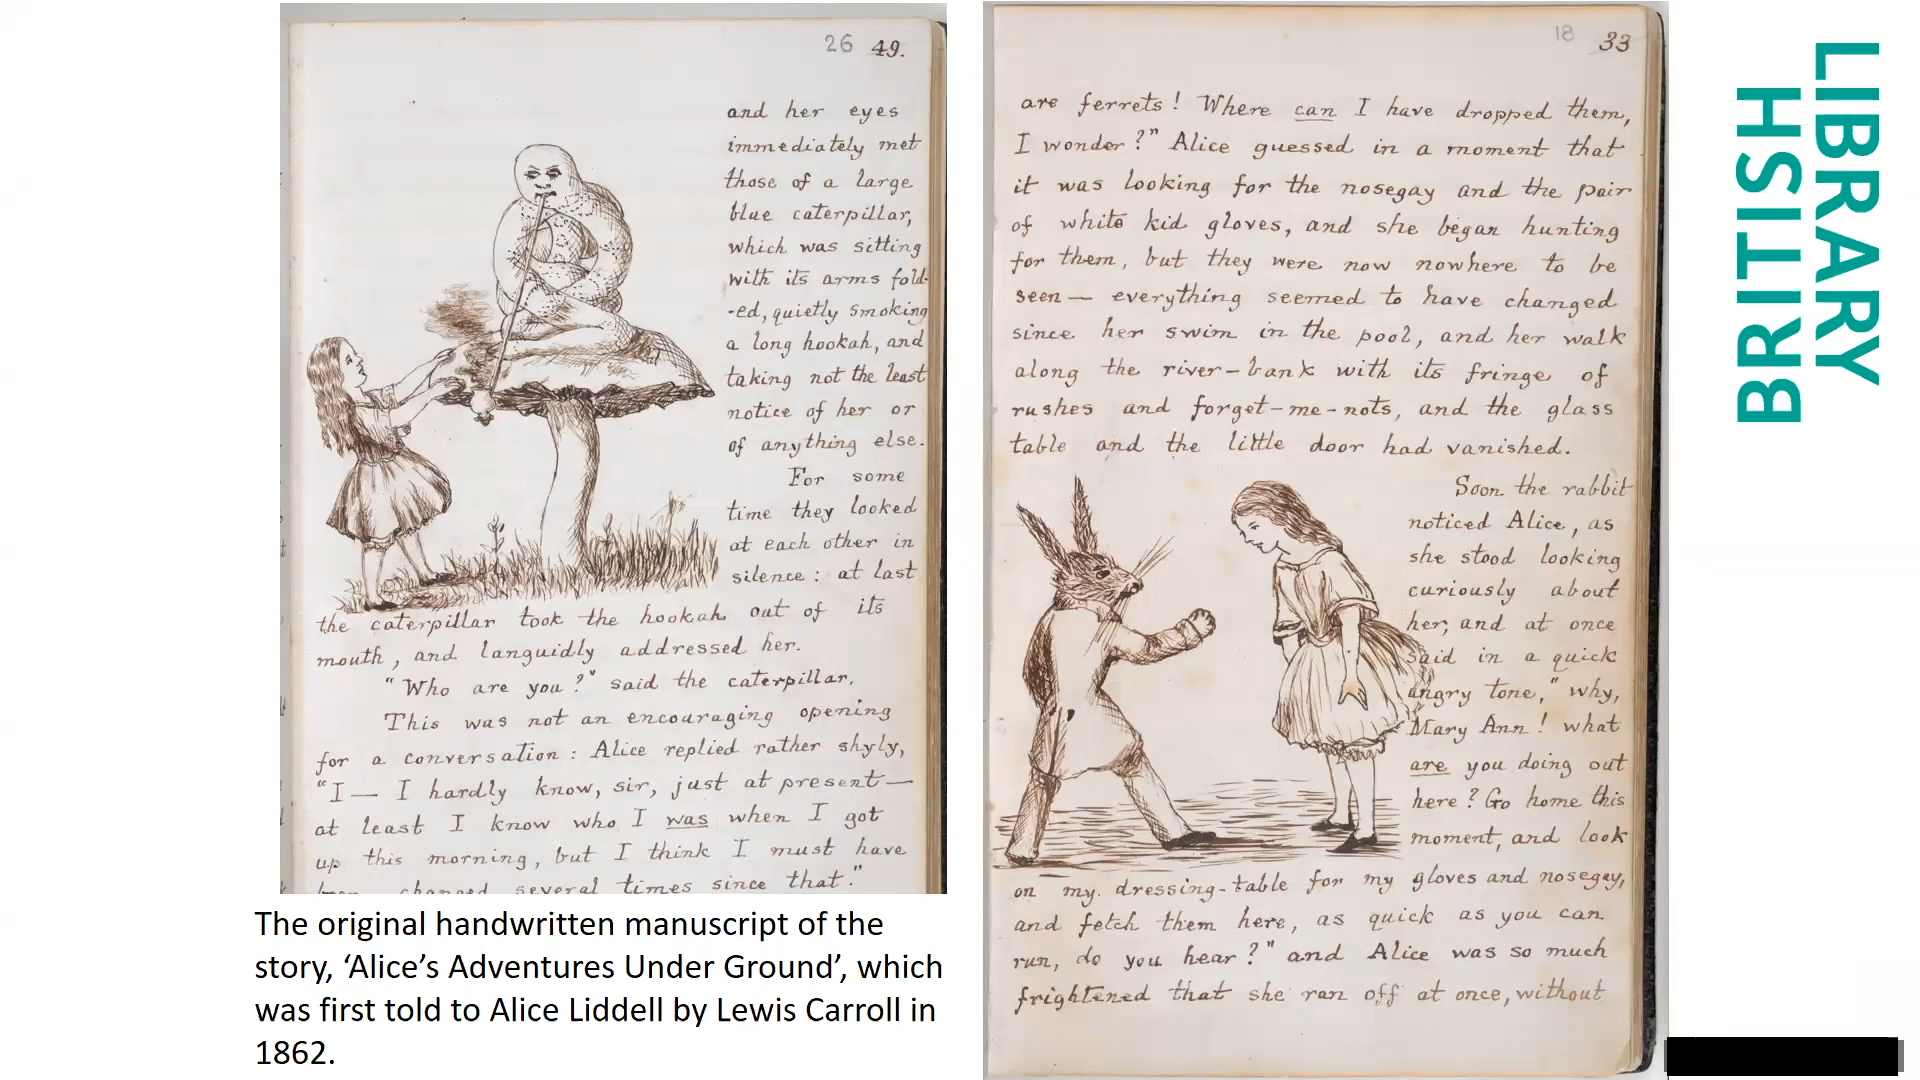 26 49.
and her eyes
immediately met
those of a large
blue caterpillar,
which was sitting
with its arms fold-
-ed, quietly smoking
a long hookah, and
taking not the least
notice of her or
of anything else.
For some
time they looked
at each other in
silence: at last
the caterpillar took the hookah out of its
mouth, and languidly addressed her.
"Who are you?" said the caterpillar.
This was not an encouraging opening
for a conversation: Alice replied rather shyly,
"I— I hardly know, sir, just at present—
at least I know who I was when I got
up this morning, but I think I must have
been changed several times since that."
The original handwritten manuscript of the
story, ‘Alice’s Adventures Under Ground’, which
was first told to Alice Liddell by Lewis Carroll in
1862.
18 33
are ferrets! Where can I have dropped them,
I wonder?" Alice guessed in a moment that
it was looking for the nosegay and the pair
of white kid gloves, and she began hunting
for them, but they were now nowhere to be
seen— everything seemed to have changed
since her swim in the pool, and her walk
along the river-bank with its fringe of
rushes and forget-me-nots, and the glass
table and the little door had vanished.
Soon the rabbit
noticed Alice, as
she stood looking
curiously about
her, and at once
said in a quick
angry tone, "why,
Mary Ann! what
are you doing out
here? Go home this
moment, and look
on my dressing-table for my gloves and nosegay,
and fetch them here, as quick as you can
run, do you hear?" and Alice was so much
frightened that she ran off at once, without
BRITISH
LIBRARY